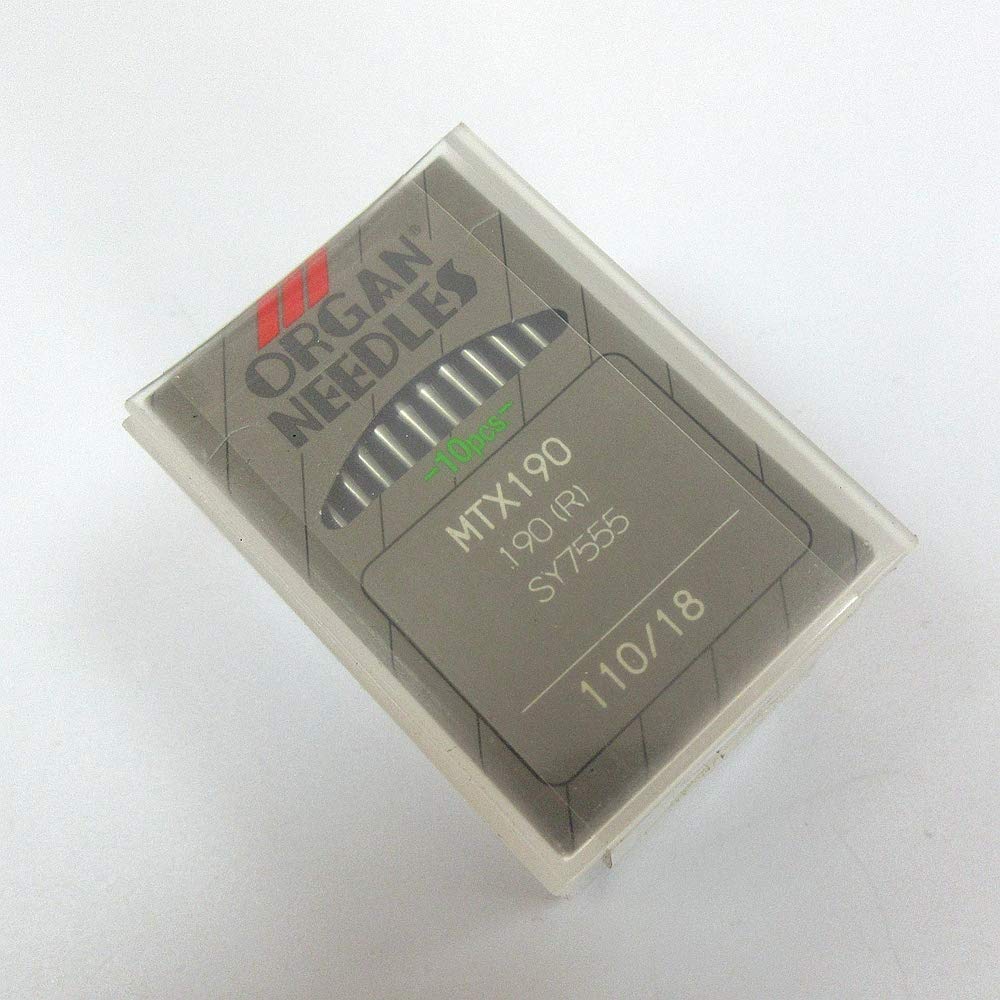 ORGAN®
NEEDLES
-10pcs-
MTX190
190 (R)
SY7555
110/18